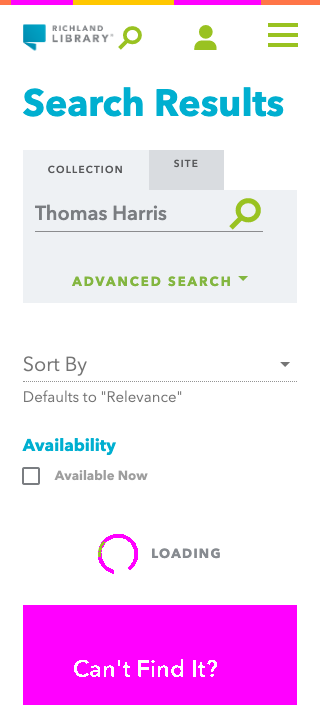 RICHLAND
LIBRARY
Search Results
COLLECTION
SITE
Thomas Harris
ADVANCED SEARCH
Sort By
Defaults to "Relevance"
Availability
Available Now
LOADING
Can't Find It?